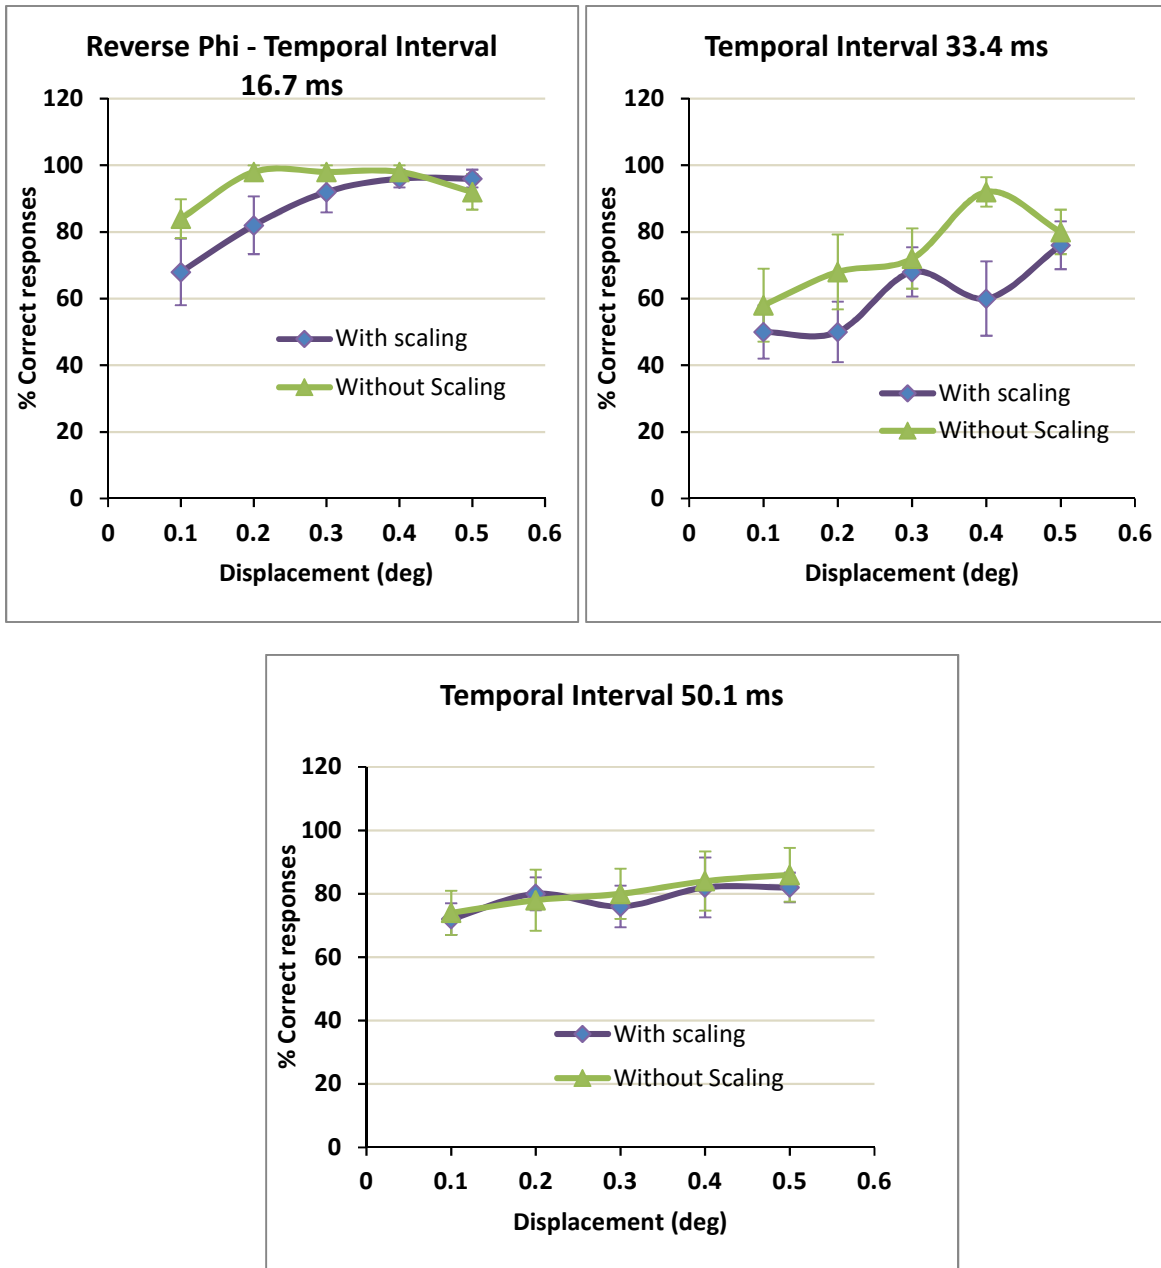 Reverse Phi - Temporal Interval
16.7 ms
120
100
80
60
40
20
0
% Correct responses
With scaling
Without Scaling
0 0.1 0.2 0.3 0.4 0.5 0.6
Displacement (deg)
Temporal Interval 33.4 ms
120
100
80
60
40
20
0
% Correct responses
With scaling
Without Scaling
0 0.1 0.2 0.3 0.4 0.5 0.6
Displacement (deg)
Temporal Interval 50.1 ms
120
100
80
60
40
20
0
% Correct responses
With scaling
Without Scaling
0 0.1 0.2 0.3 0.4 0.5 0.6
Displacement (deg)